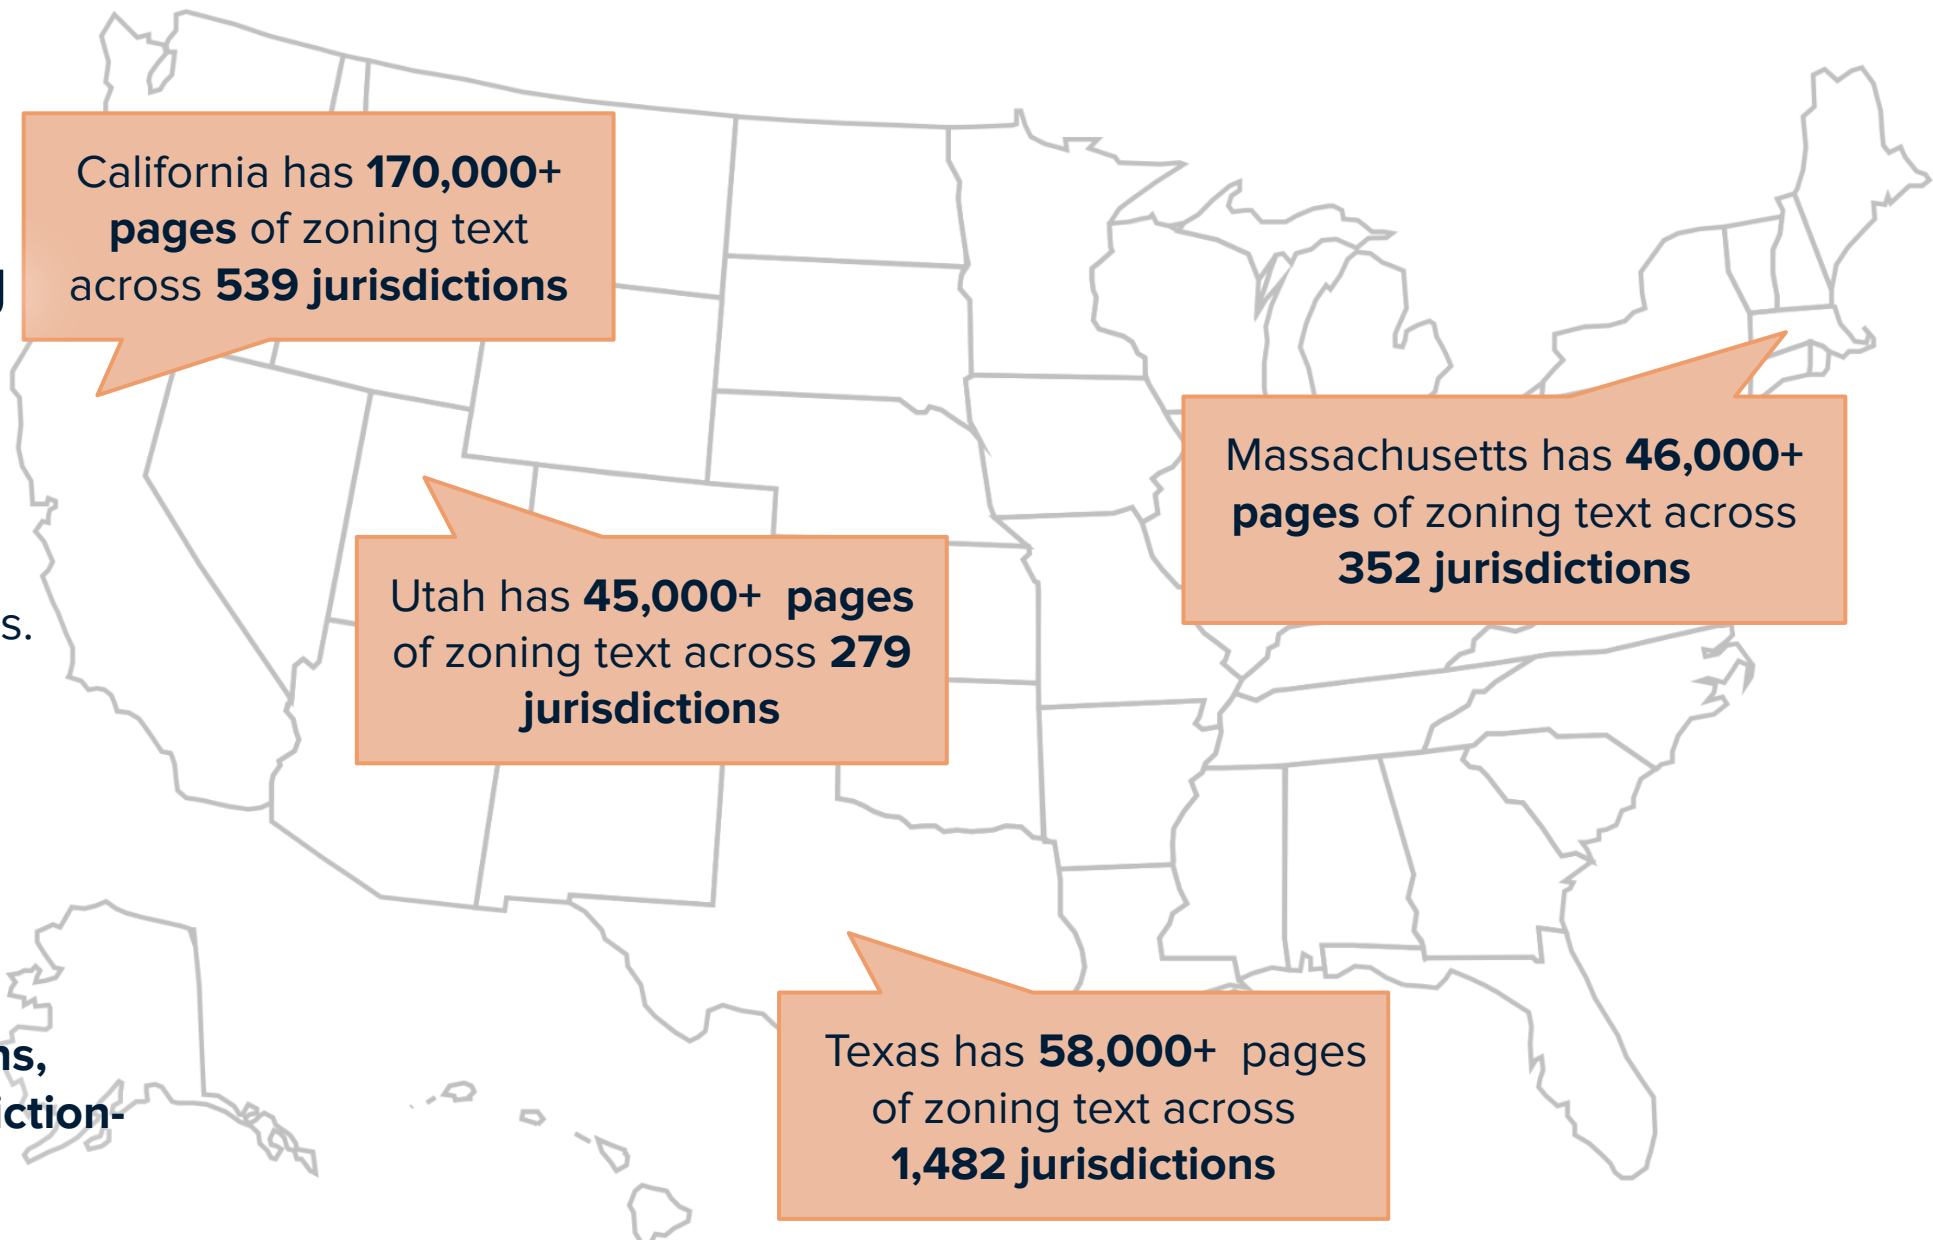 California has 170,000+
pages of zoning text
across 539 jurisdictions
Massachusetts has 46,000+
pages of zoning text across
352 jurisdictions
Utah has 45,000+  pages
of zoning text across 279
jurisdictions
s.
Texas has 58,000+  pages
of zoning text across
1,482 jurisdictions
ns,
iction-